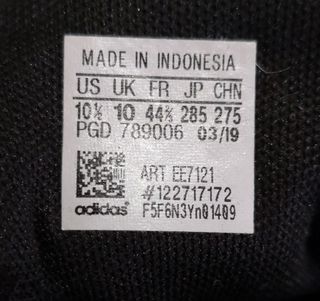 MADE IN INDONESIA
US UK FR JP CHN
10½ 10 44⅔ 285 275
PGD 789006 03/19
ART EE7121
#122717172
adidas F5F6N3Yn01409